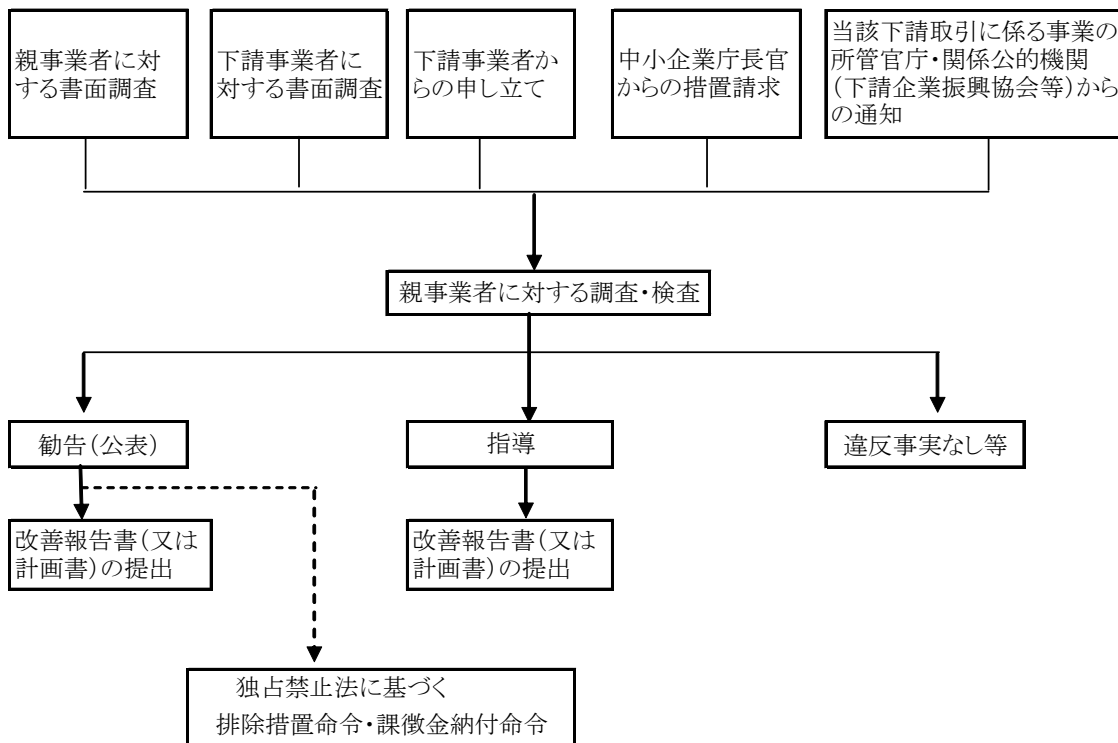 親事業者に対
する書面調査
下請事業者に
対する書面調査
下請事業者か
らの申し立て
中小企業庁長官
からの措置請求
当該下請取引に係る事業の
所管官庁・関係公的機関
(下請企業振興協会等)から
の通知
親事業者に対する調査・検査
勧告(公表)
指導
違反事実なし等
改善報告書(又は
計画書)の提出
改善報告書(又は
計画書)の提出
独占禁止法に基づく
排除措置命令・課徴金納付命令